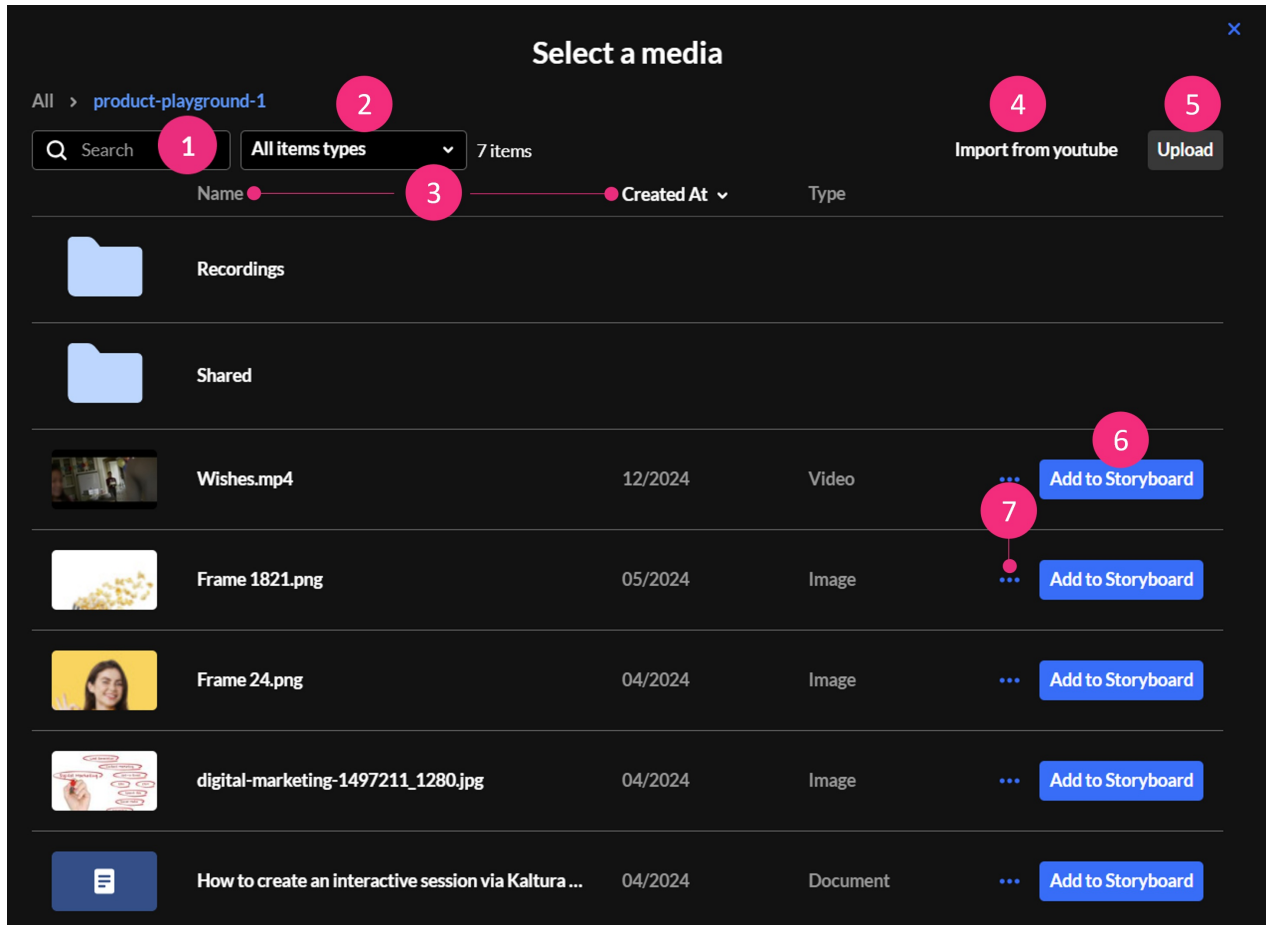 Select a media
All > product-playground-1
2
4
5
Search
1
All items types
7 items
Import from youtube
Upload
Name
3
Created At
Type
Recordings
Shared
6
Wishes.mp4
12/2024
Video
Add to Storyboard
7
Frame 1821.png
05/2024
Image
Add to Storyboard
Frame 24.png
04/2024
Image
Add to Storyboard
digital-marketing-1497211_1280.jpg
04/2024
Image
Add to Storyboard
How to create an interactive session via Kaltura ...
04/2024
Document
Add to Storyboard